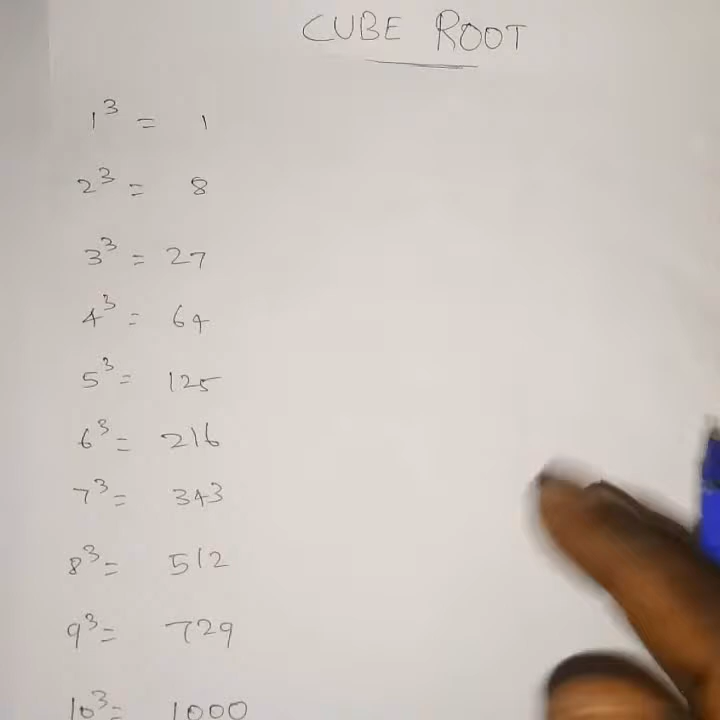 CUBE ROOT
1³ = 1
2³ = 8
3³ = 27
4³ = 64
5³ = 125
6³ = 216
7³ = 343
8³ = 512
9³ = 729
10³ = 1000